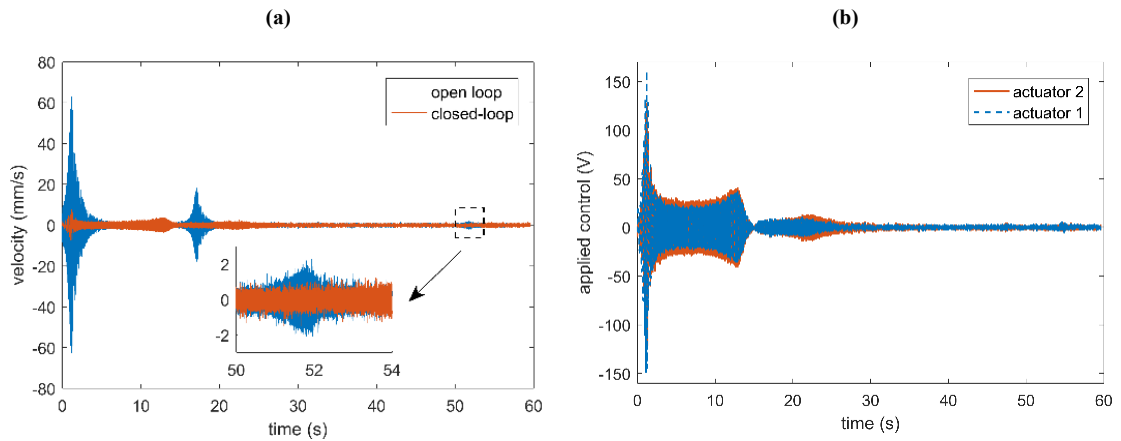 (a)
(b)
80
60
40
20
0
-20
-40
-60
-80
velocity (mm/s)
open loop
closed-loop
2
0
-2
50 52 54
0 10 20 30 40 50 60
time (s)
150
100
50
0
-50
-100
-150
applied control (V)
actuator 2
actuator 1
0 10 20 30 40 50 60
time (s)